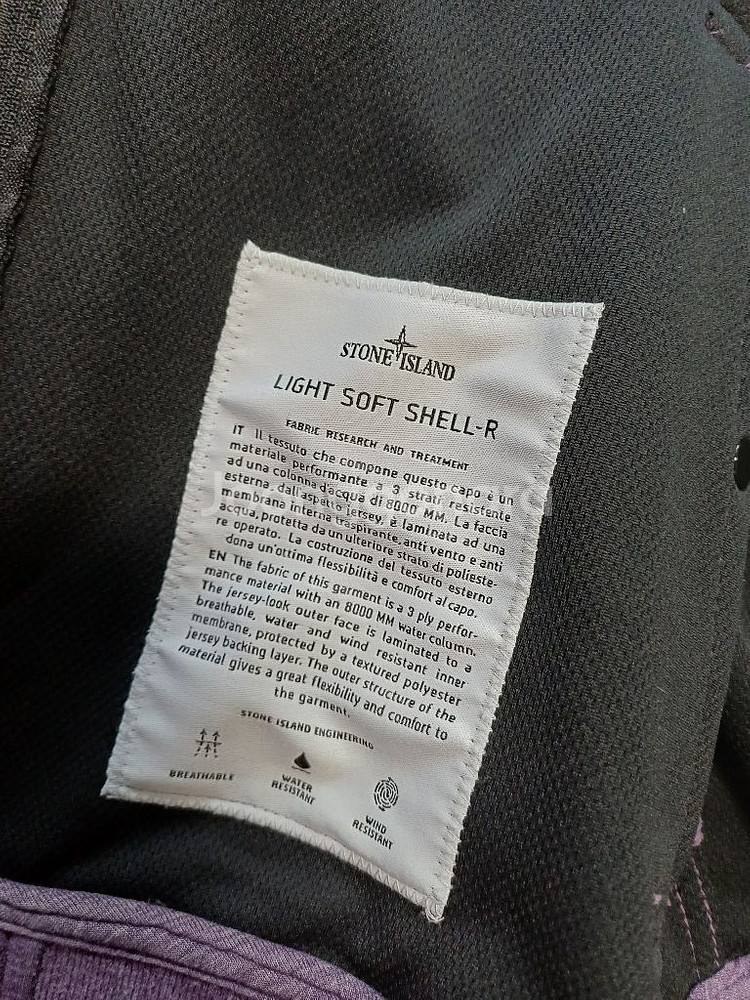 STONE ISLAND
LIGHT SOFT SHELL-R
FABRIC RESEARCH AND TREATMENT
IT Il tessuto che compone questo capo è un
materiale performante a 3 strati resistente
ad una colonna d'acqua di 8000 MM. La faccia
esterna, dall'aspetto jersey, è laminata ad una
membrana interna traspirante, anti vento e anti
acqua, protetta da un ulteriore strato di polieste-
re operato. La costruzione del tessuto esterno
dona un'ottima flessibilità e comfort al capo.
EN The fabric of this garment is a 3 ply perfor-
mance material with an 8000 MM water column.
The jersey-look outer face is laminated to a
breathable, water and wind resistant inner
membrane, protected by a textured polyester
jersey backing layer. The outer structure of the
material gives a great flexibility and comfort to
the garment.
STONE ISLAND ENGINEERING
BREATHABLE
WATER
RESISTANT
WIND
RESISTANT